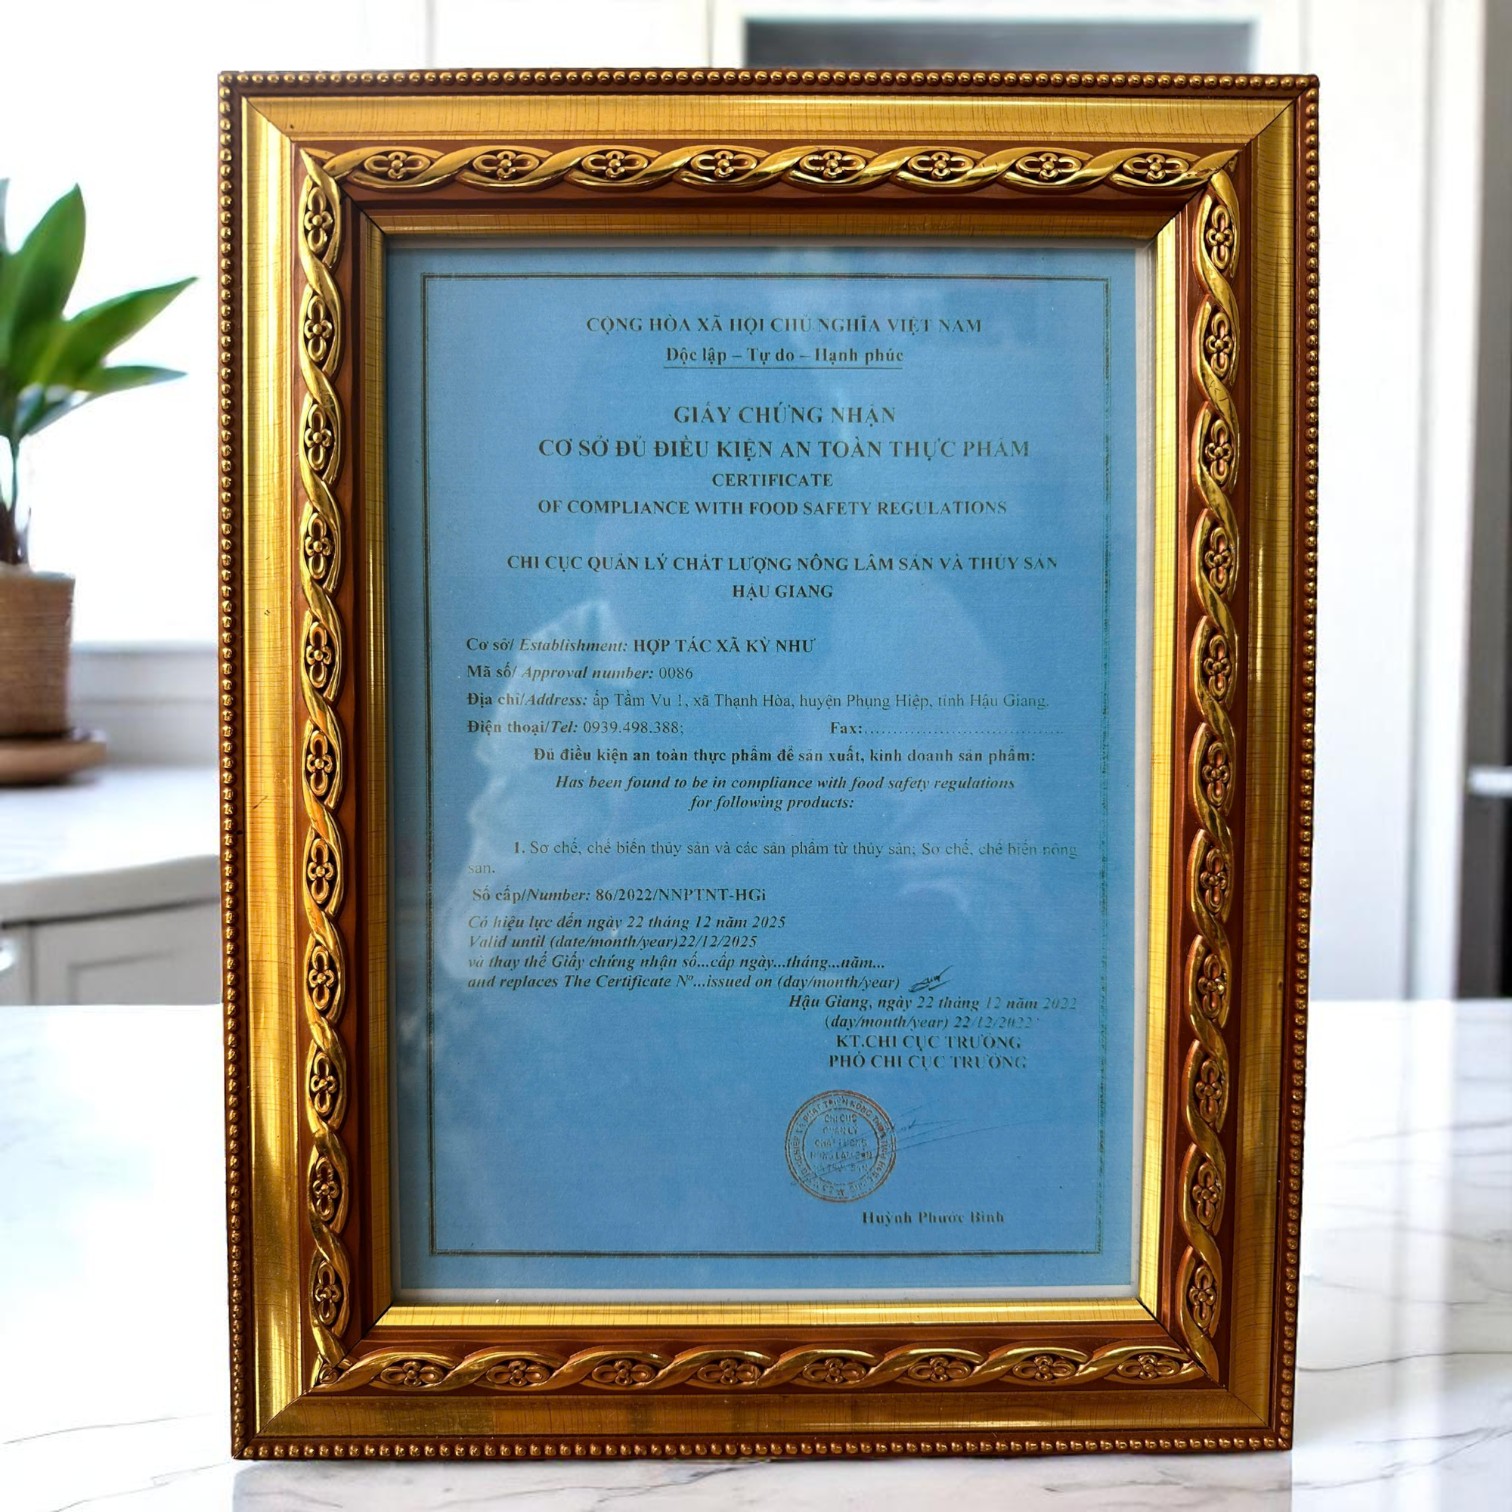 CỘNG HÒA XÃ HỘI CHỦ NGHĨA VIỆT NAM
Độc lập – Tự do – Hạnh phúc
GIẤY CHỨNG NHẬN
CƠ SỞ ĐỦ ĐIỀU KIỆN AN TOÀN THỰC PHẨM
CERTIFICATE
OF COMPLIANCE WITH FOOD SAFETY REGULATIONS
CHI CỤC QUẢN LÝ CHẤT LƯỢNG NÔNG LÂM SẢN VÀ THỦY SẢN
HẬU GIANG
Cơ sở/ Establishment: HỢP TÁC XÃ KỲ NHƯ
Mã số/ Approval number: 0086
Địa chỉ/Address: ấp Tầm Vu 1, xã Thạnh Hòa, huyện Phụng Hiệp, tỉnh Hậu Giang.
Điện thoại/Tel: 0939.498.388; Fax:......................................
Đủ điều kiện an toàn thực phẩm để sản xuất, kinh doanh sản phẩm:
Has been found to be in compliance with food safety regulations
for following products:
1. Sơ chế, chế biến thủy sản và các sản phẩm từ thủy sản; Sơ chế, chế biến nông
sản.
Số cấp/Number: 86/2022/NNPTNT-HGi
Có hiệu lực đến ngày 22 tháng 12 năm 2025
Valid until (date/month/year)22/12/2025
và thay thế Giấy chứng nhận số...cấp ngày...tháng...năm...
and replaces The Certificate Nº...issued on (day/month/year)
Hậu Giang, ngày 22 tháng 12 năm 2022
(day/month/year) 22/12/2022
KT.CHI CỤC TRƯỞNG
PHÓ CHI CỤC TRƯỞNG
CHI CỤC
QUẢN LÝ
CHẤT LƯỢNG
NÔNG LÂM SẢN
Huỳnh Phước Bình